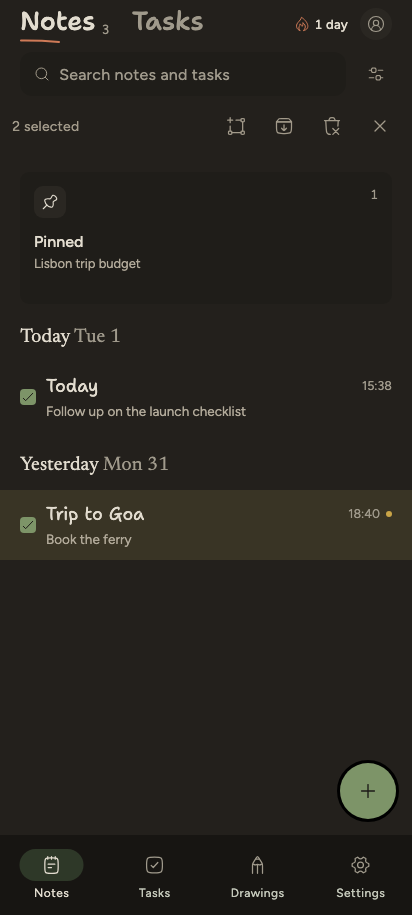 Notes 3 Tasks 1 day
Search notes and tasks
2 selected
1
Pinned
Lisbon trip budget
Today Tue 1
Today 15:38
Follow up on the launch checklist
Yesterday Mon 31
Trip to Goa 18:40
Book the ferry
Notes Tasks Drawings Settings